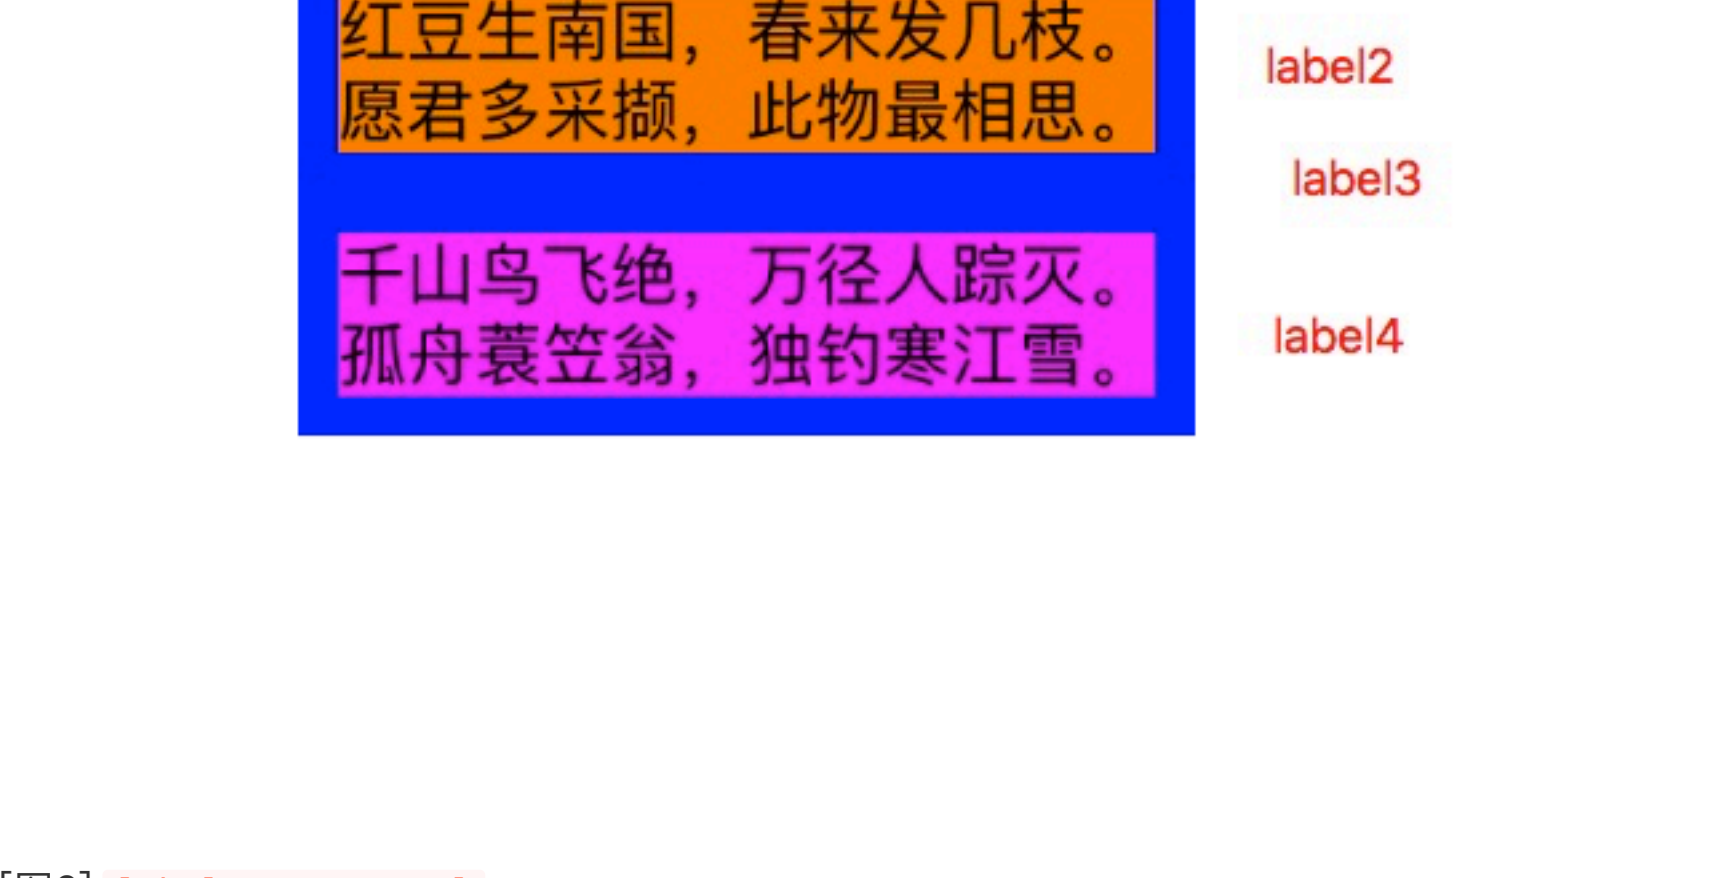 红豆生南国，春来发几枝。
label2
愿君多采撷，此物最相思。
label3
千山鸟飞绝，万径人踪灭。
label4
孤舟蓑笠翁，独钓寒江雪。